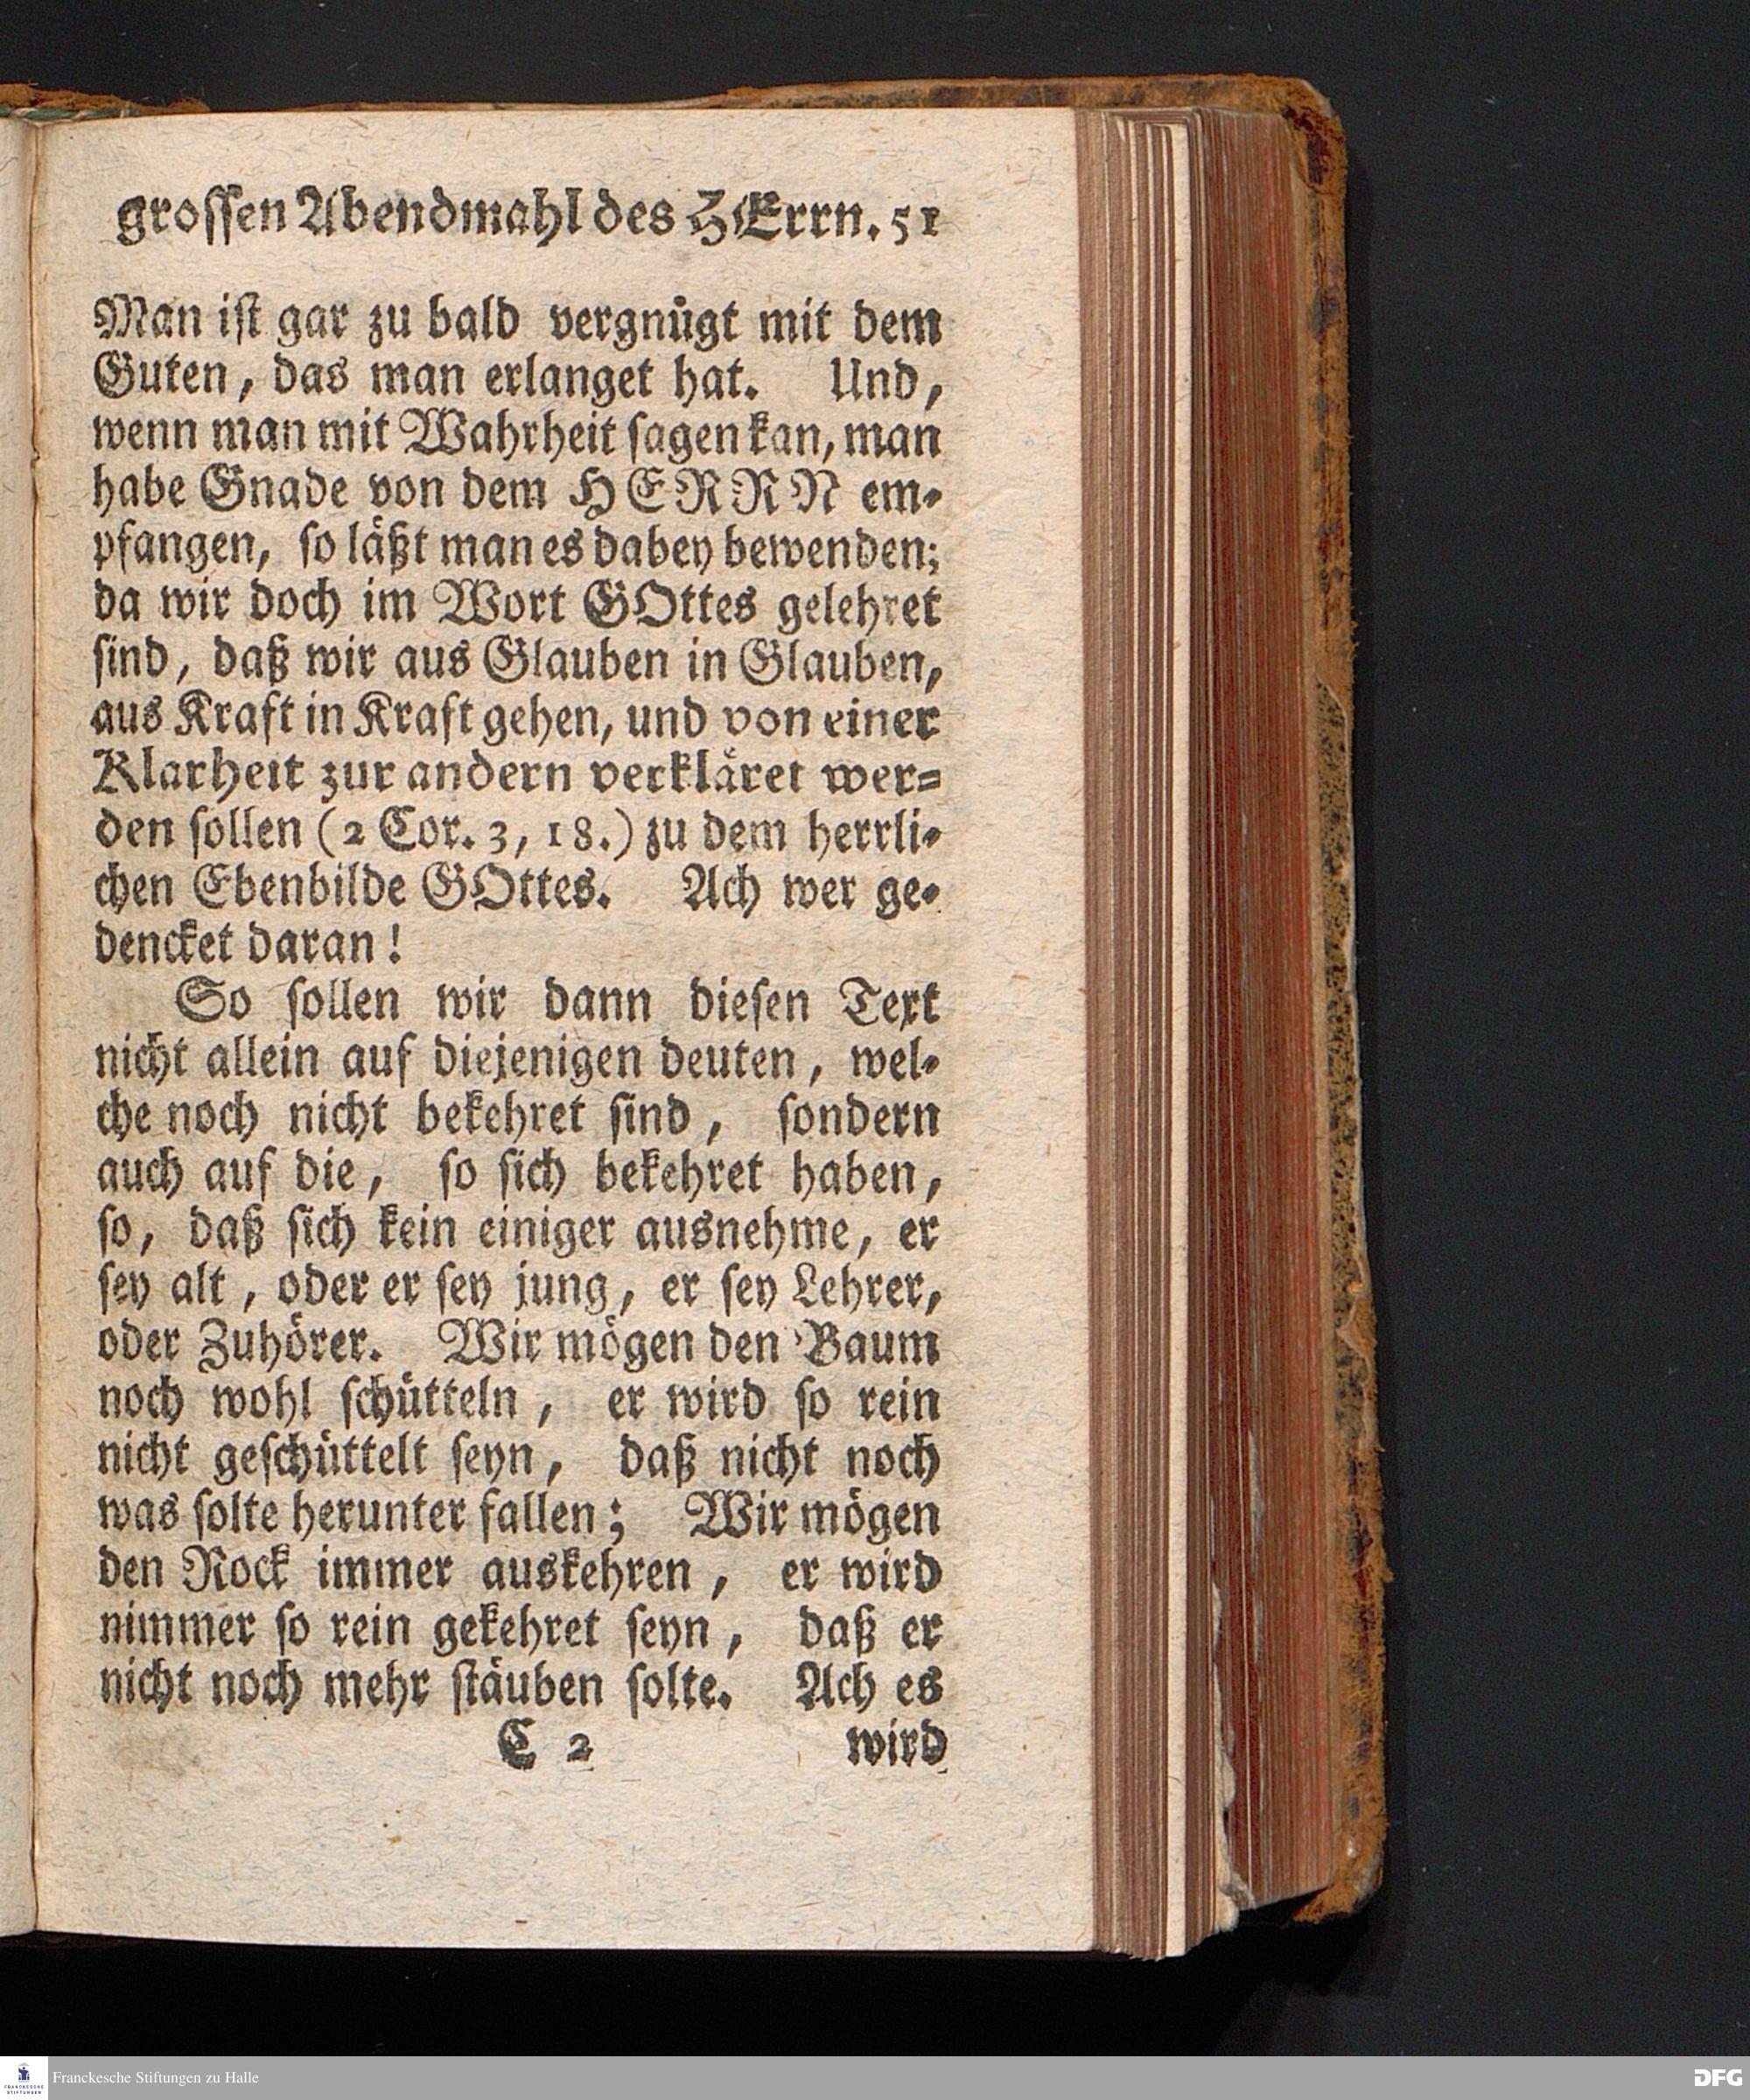 grossen Abendmahl des HErrn. 51
Man ist gar zu bald vergnügt mit dem
Guten, das man erlanget hat. Und,
wenn man mit Wahrheit sagen kan, man
habe Gnade von dem HERRN em-
pfangen, so läßt man es dabey bewenden;
da wir doch im Wort GOttes gelehret
sind, daß wir aus Glauben in Glauben,
aus Kraft in Kraft gehen, und von einer
Klarheit zur andern verkläret wer-
den sollen (2 Cor. 3, 18.) zu dem herrli-
chen Ebenbilde GOttes. Ach wer ge-
dencket daran!
So sollen wir dann diesen Text
nicht allein auf diejenigen deuten, wel-
che noch nicht bekehret sind, sondern
auch auf die, so sich bekehret haben,
so, daß sich kein einiger ausnehme, er
sey alt, oder er sey jung, er sey Lehrer,
oder Zuhörer. Wir mögen den Baum
noch wohl schütteln, er wird so rein
nicht geschüttelt seyn, daß nicht noch
was solte herunter fallen; Wir mögen
den Rock immer auskehren, er wird
nimmer so rein gekehret seyn, daß er
nicht noch mehr stäuben solte. Ach es
C 2 wird
FRANCKESCHE
STIFTUNGEN
Franckesche Stiftungen zu Halle
DFG